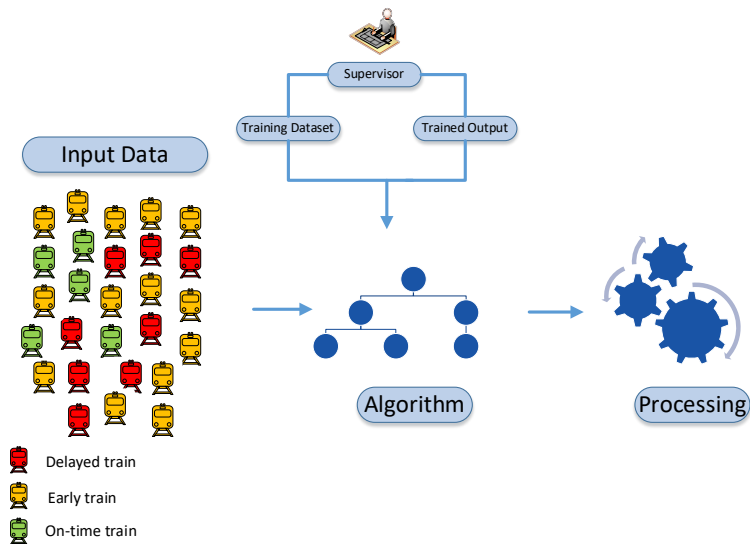 Supervisor
Training Dataset
Trained Output
Input Data
Algorithm
Processing
Delayed train
Early train
On-time train